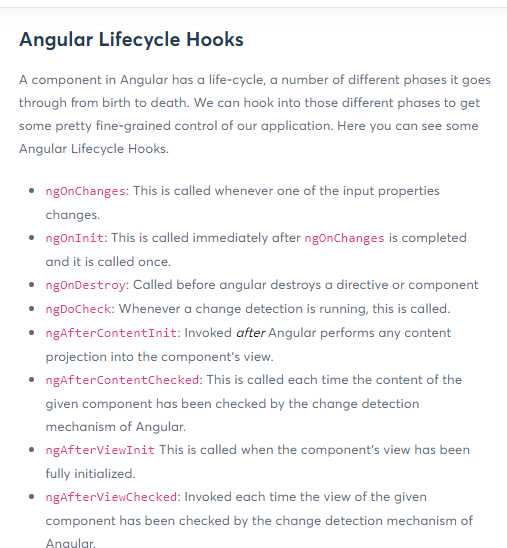 Angular Lifecycle Hooks
A component in Angular has a life-cycle, a number of different phases it goes
through from birth to death. We can hook into those different phases to get
some pretty fine-grained control of our application. Here you can see some
Angular Lifecycle Hooks.
• ngOnChanges: This is called whenever one of the input properties
changes.
• ngOnInit: This is called immediately after ngOnChanges is completed
and it is called once.
• ngOnDestroy: Called before angular destroys a directive or component
• ngDoCheck: Whenever a change detection is running, this is called.
• ngAfterContentInit: Invoked after Angular performs any content
projection into the component's view.
• ngAfterContentChecked: This is called each time the content of the
given component has been checked by the change detection
mechanism of Angular.
• ngAfterViewInit This is called when the component's view has been
fully initialized.
• ngAfterViewChecked: Invoked each time the view of the given
component has been checked by the change detection mechanism of
Angular.